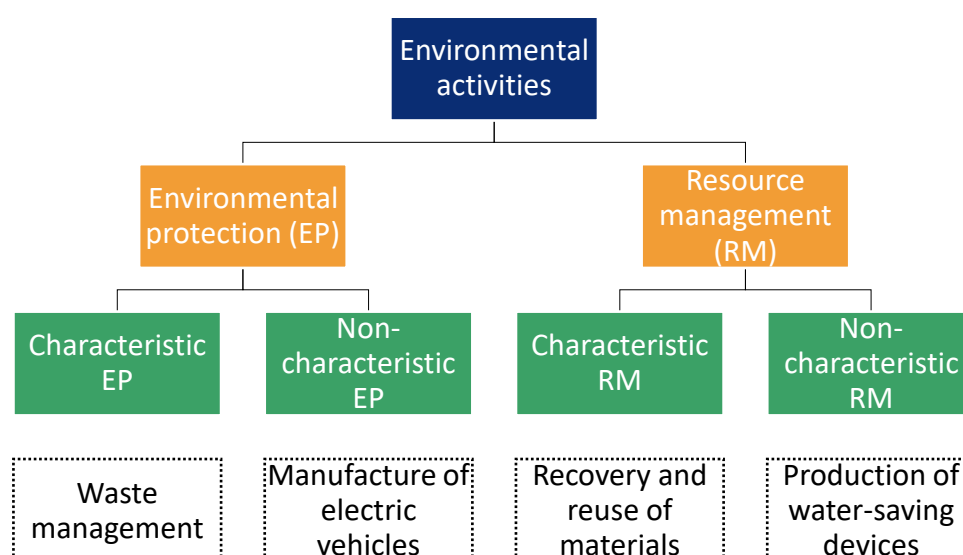 Environmental
activities
Environmental
protection (EP)
Resource
management
(RM)
Characteristic
EP
Non-
characteristic
EP
Characteristic
RM
Non-
characteristic
RM
Waste
management
Manufacture of
electric
vehicles
Recovery and
reuse of
materials
Production of
water-saving
devices